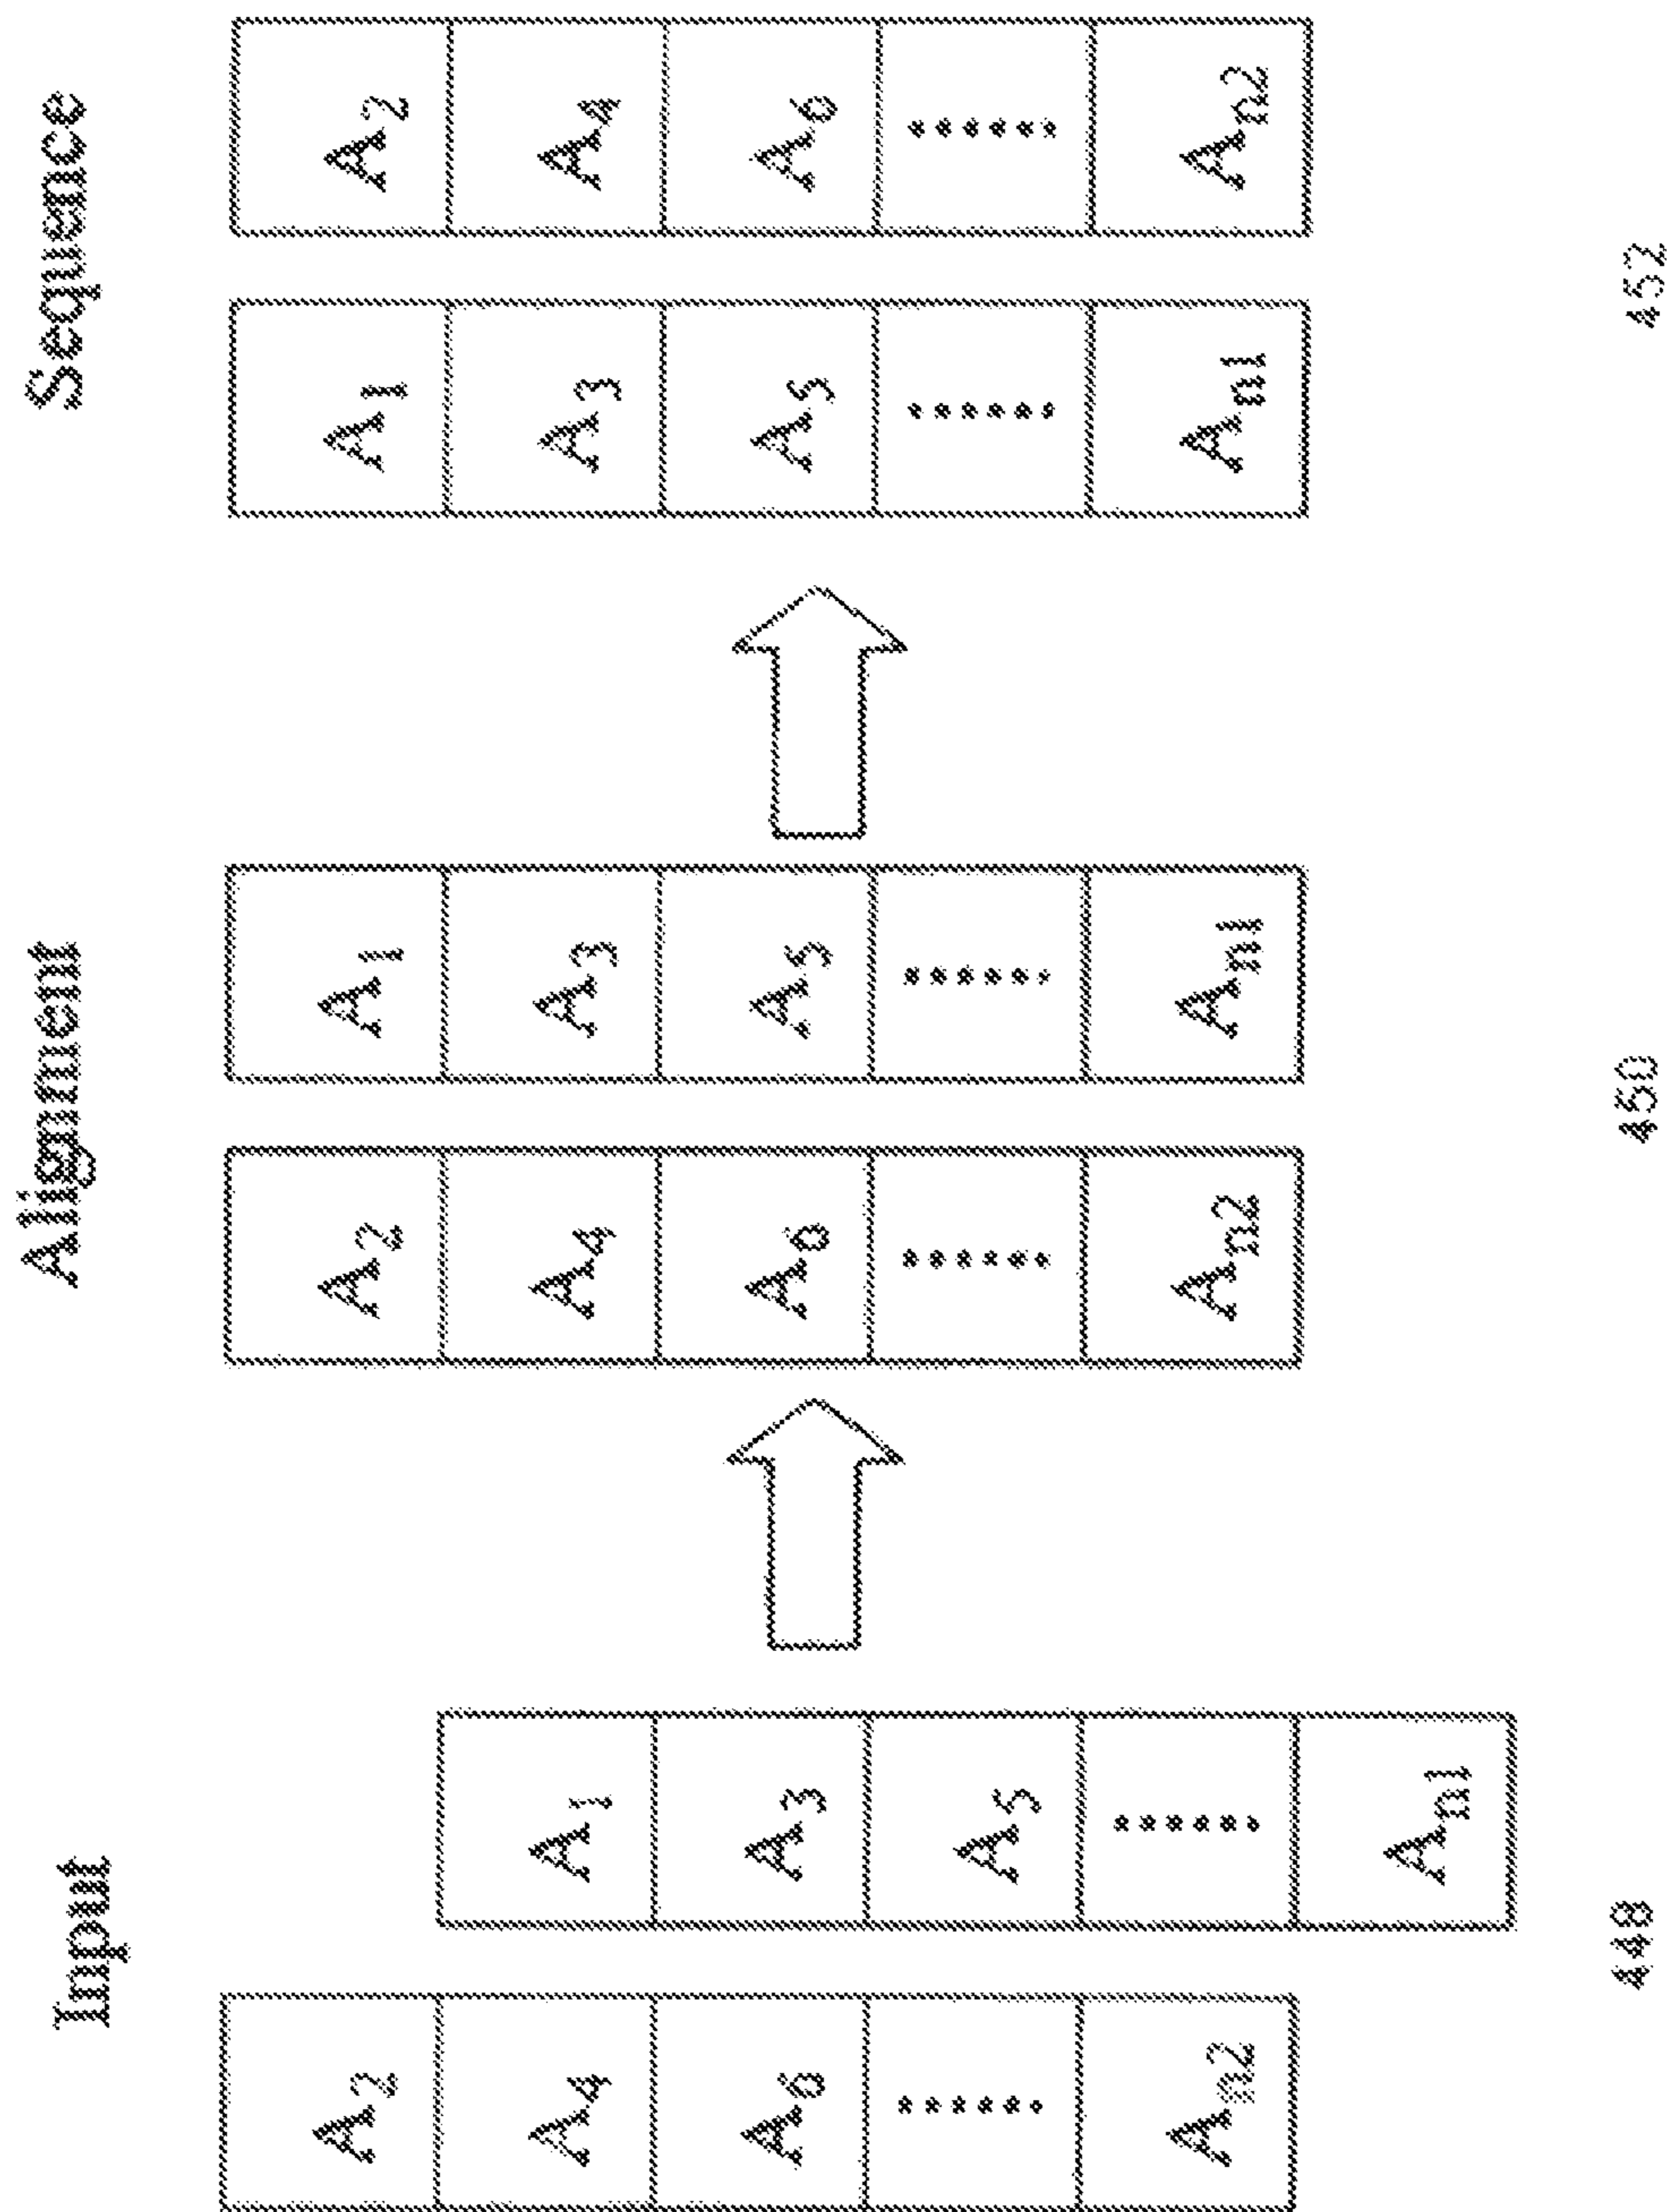 Input Alignment Sequence
A2 A2 A1 A1 A2
A4 A1 A4 A3 A3 A4
A6 A3 A6 A5 A5 A6
...... A5 ...... ...... ...... ......
An2 ...... An2 An1 An1 An2
An1
448 450 452